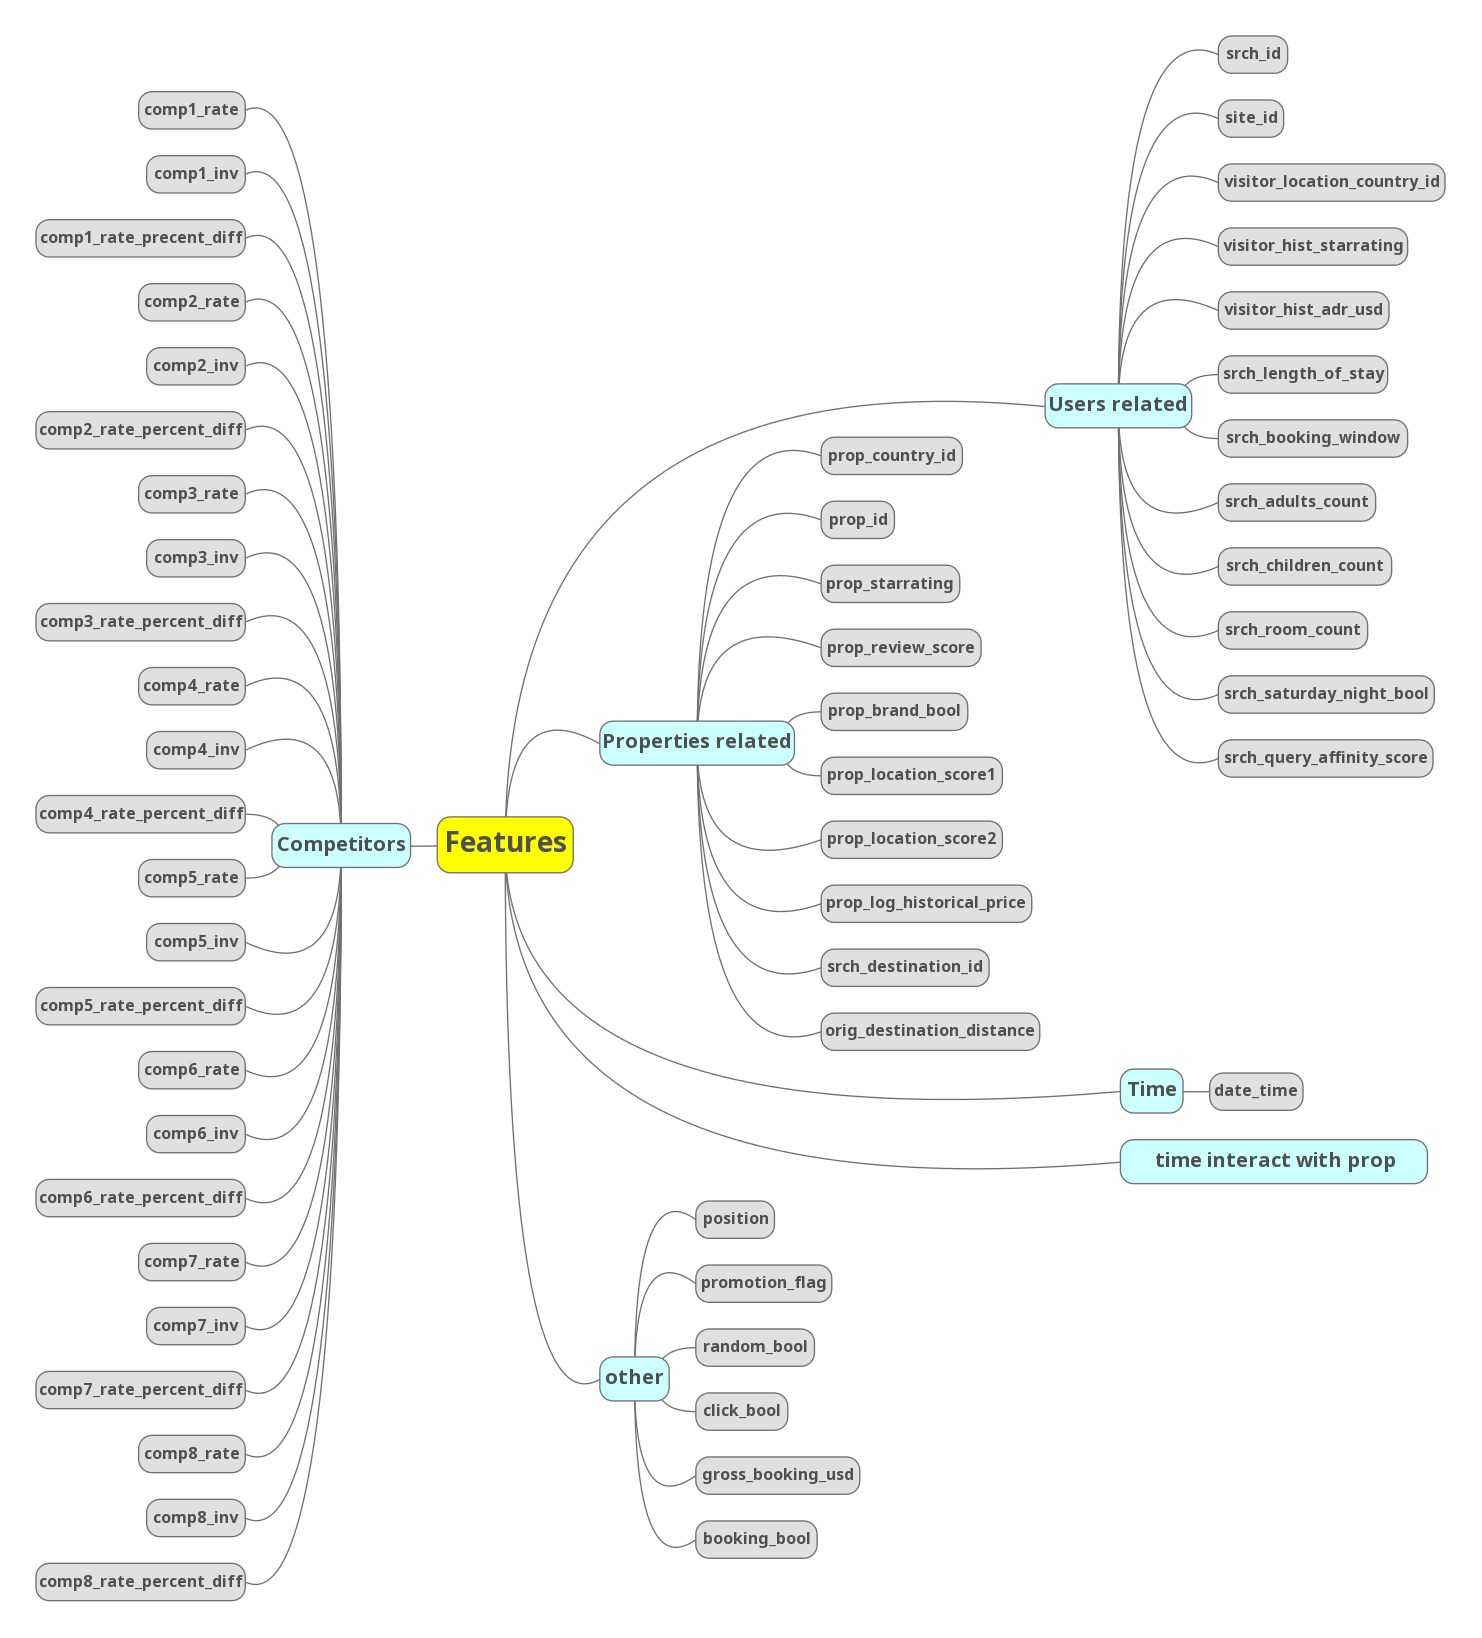 Features
Competitors
comp1_rate
comp1_inv
comp1_rate_precent_diff
comp2_rate
comp2_inv
comp2_rate_percent_diff
comp3_rate
comp3_inv
comp3_rate_percent_diff
comp4_rate
comp4_inv
comp4_rate_percent_diff
comp5_rate
comp5_inv
comp5_rate_percent_diff
comp6_rate
comp6_inv
comp6_rate_percent_diff
comp7_rate
comp7_inv
comp7_rate_percent_diff
comp8_rate
comp8_inv
comp8_rate_percent_diff
Users related
srch_id
site_id
visitor_location_country_id
visitor_hist_starrating
visitor_hist_adr_usd
srch_length_of_stay
srch_booking_window
srch_adults_count
srch_children_count
srch_room_count
srch_saturday_night_bool
srch_query_affinity_score
Properties related
prop_country_id
prop_id
prop_starrating
prop_review_score
prop_brand_bool
prop_location_score1
prop_location_score2
prop_log_historical_price
srch_destination_id
orig_destination_distance
Time
date_time
time interact with prop
other
position
promotion_flag
random_bool
click_bool
gross_booking_usd
booking_bool